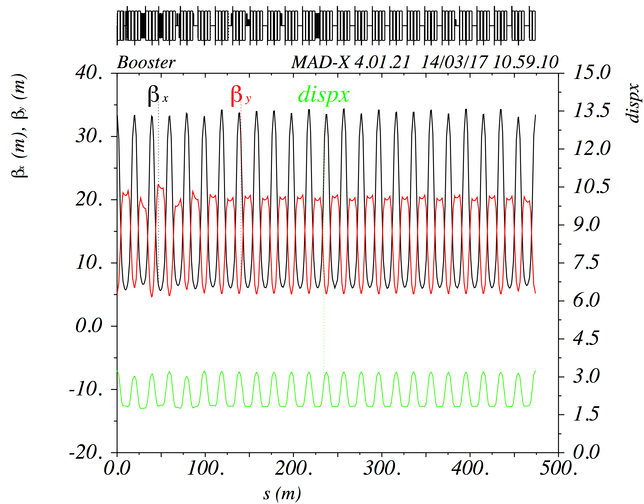 Booster MAD-X 4.01.21 14/03/17 10.59.10
40. 15.0
βx βy dispx
13.5
30.
12.0
10.5
20.
9.0
7.5
10.
6.0
0.0
4.5
-10.
3.0
1.5
-20. 0.0
0.0 100. 200. 300. 400. 500.
s (m)
βx (m), βy (m)
dispx